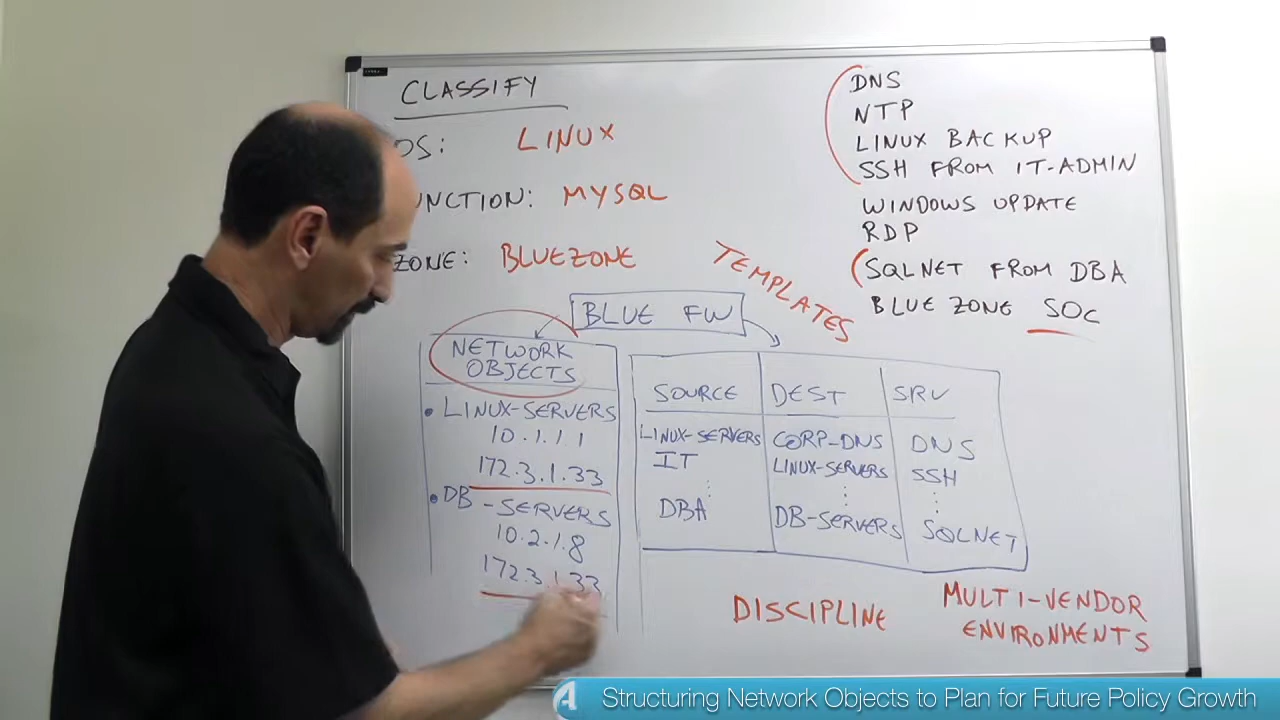 CLASSIFY
OS: LINUX
UNCTION: MYSQL
ZONE: BLUEZONE
DNS
NTP
LINUX BACKUP
SSH FROM IT-ADMIN
WINDOWS UPDATE
RDP
SQLNET FROM DBA
BLUE ZONE SOC
TEMPLATES
BLUE FW
NETWORK
OBJECTS
• LINUX-SERVERS
10.1.1.1
172.3.1.33
• DB
-SERVERS
10.2.1.8
172.3.1.33
SOURCE DEST SRV
LINUX-SERVERS CORP-DNS DNS
IT LINUX-SERVERS SSH
DBA DB-SERVERS SQLNET
DISCIPLINE
MULTI-VENDOR
ENVIRONMENTS
A Structuring Network Objects to Plan for Future Policy Growth